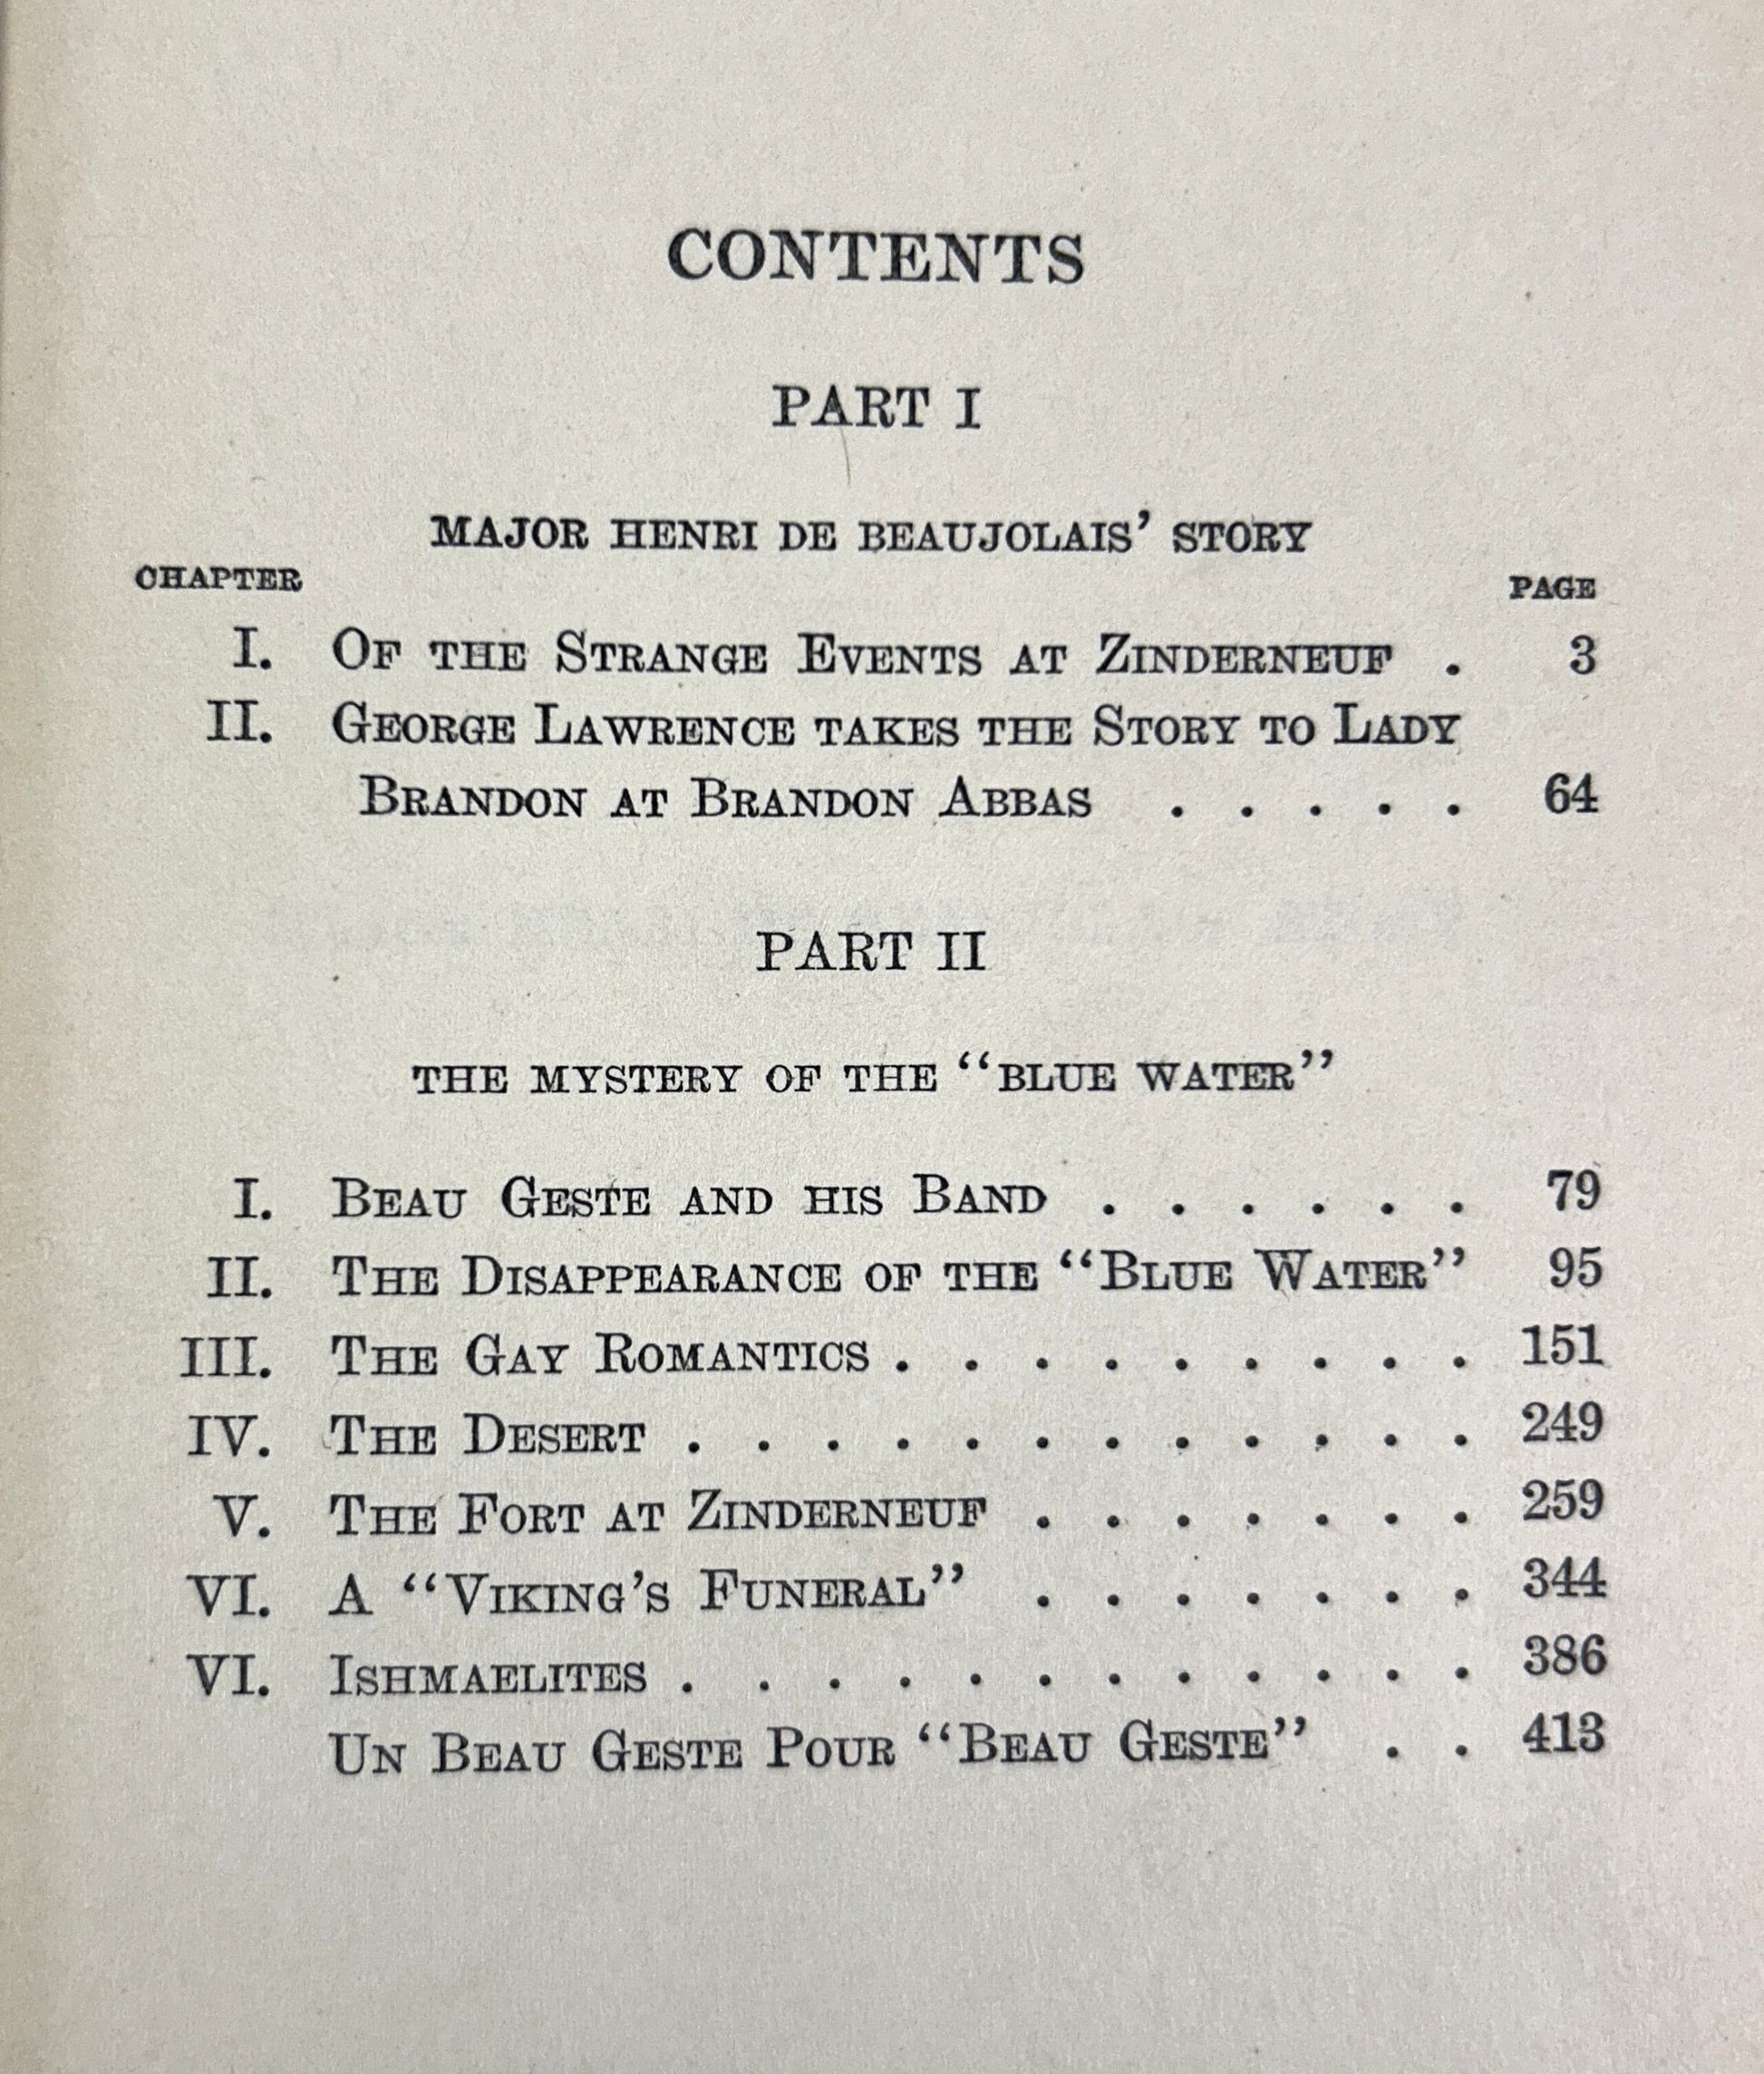 CONTENTS
PART I
MAJOR HENRI DE BEAUJOLAIS' STORY
CHAPTER PAGE
I. OF THE STRANGE EVENTS AT ZINDERNEUF . 3
II. GEORGE LAWRENCE TAKES THE STORY TO LADY
BRANDON AT BRANDON ABBAS . . . . . 64
PART II
THE MYSTERY OF THE "BLUE WATER"
I. BEAU GESTE AND HIS BAND . . . . . . 79
II. THE DISAPPEARANCE OF THE "BLUE WATER" 95
III. THE GAY ROMANTICS . . . . . . . . . 151
IV. THE DESERT . . . . . . . . . . . . 249
V. THE FORT AT ZINDERNEUF . . . . . . . 259
VI. A "VIKING'S FUNERAL" . . . . . . . 344
VI. ISHMAELITES . . . . . . . . . . . . 386
UN BEAU GESTE POUR "BEAU GESTE" . . 413